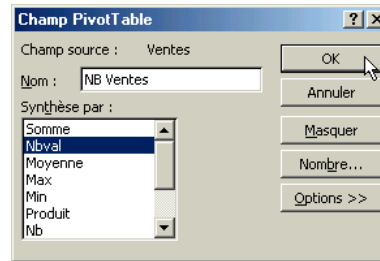 Champ PivotTable
Champ source : Ventes
Nom : NB Ventes
Synthèse par :
Somme
Nbval
Moyenne
Max
Min
Produit
Nb
OK
Annuler
Masquer
Nombre...
Options >>